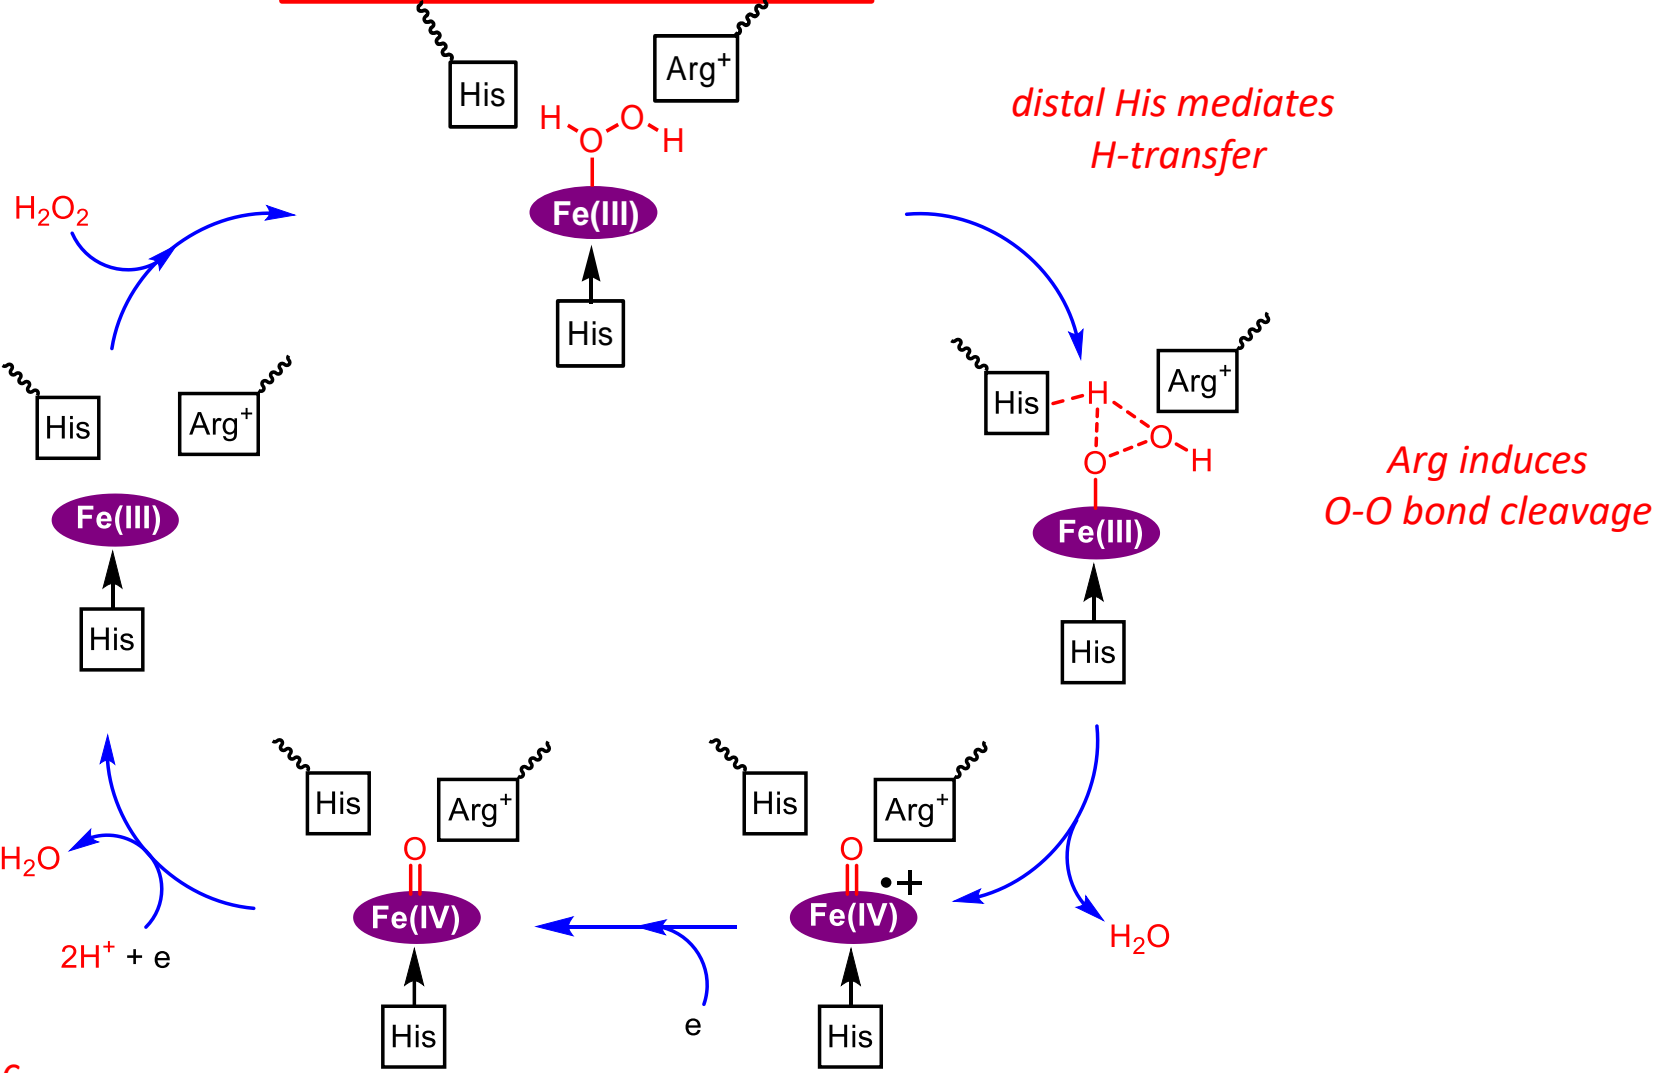 His
Arg⁺
H
O
O
H
Fe(III)
His
distal His mediates
H-transfer
H₂O₂
His
Arg⁺
Fe(III)
His
His
H
Arg⁺
O
O
H
Fe(III)
His
Arg induces
O-O bond cleavage
His
Arg⁺
O
Fe(IV)
His
His
Arg⁺
O
•+
Fe(IV)
His
H₂O
2H⁺ + e
e
H₂O